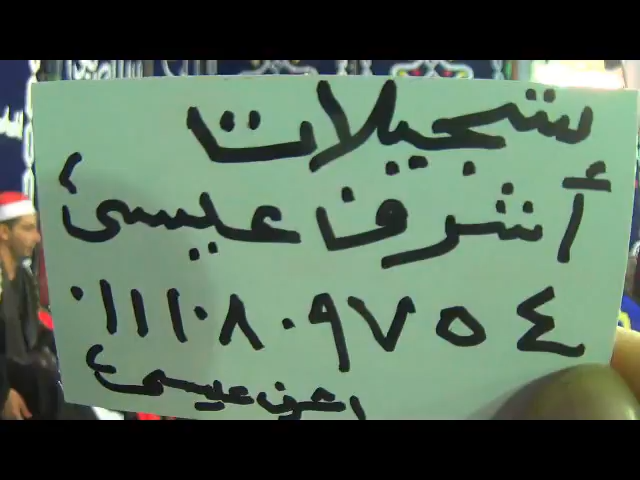 تسجيلات
أشرف عيسى
٠١١١٠٨٠٩٧٥٤
اشرف عيسى